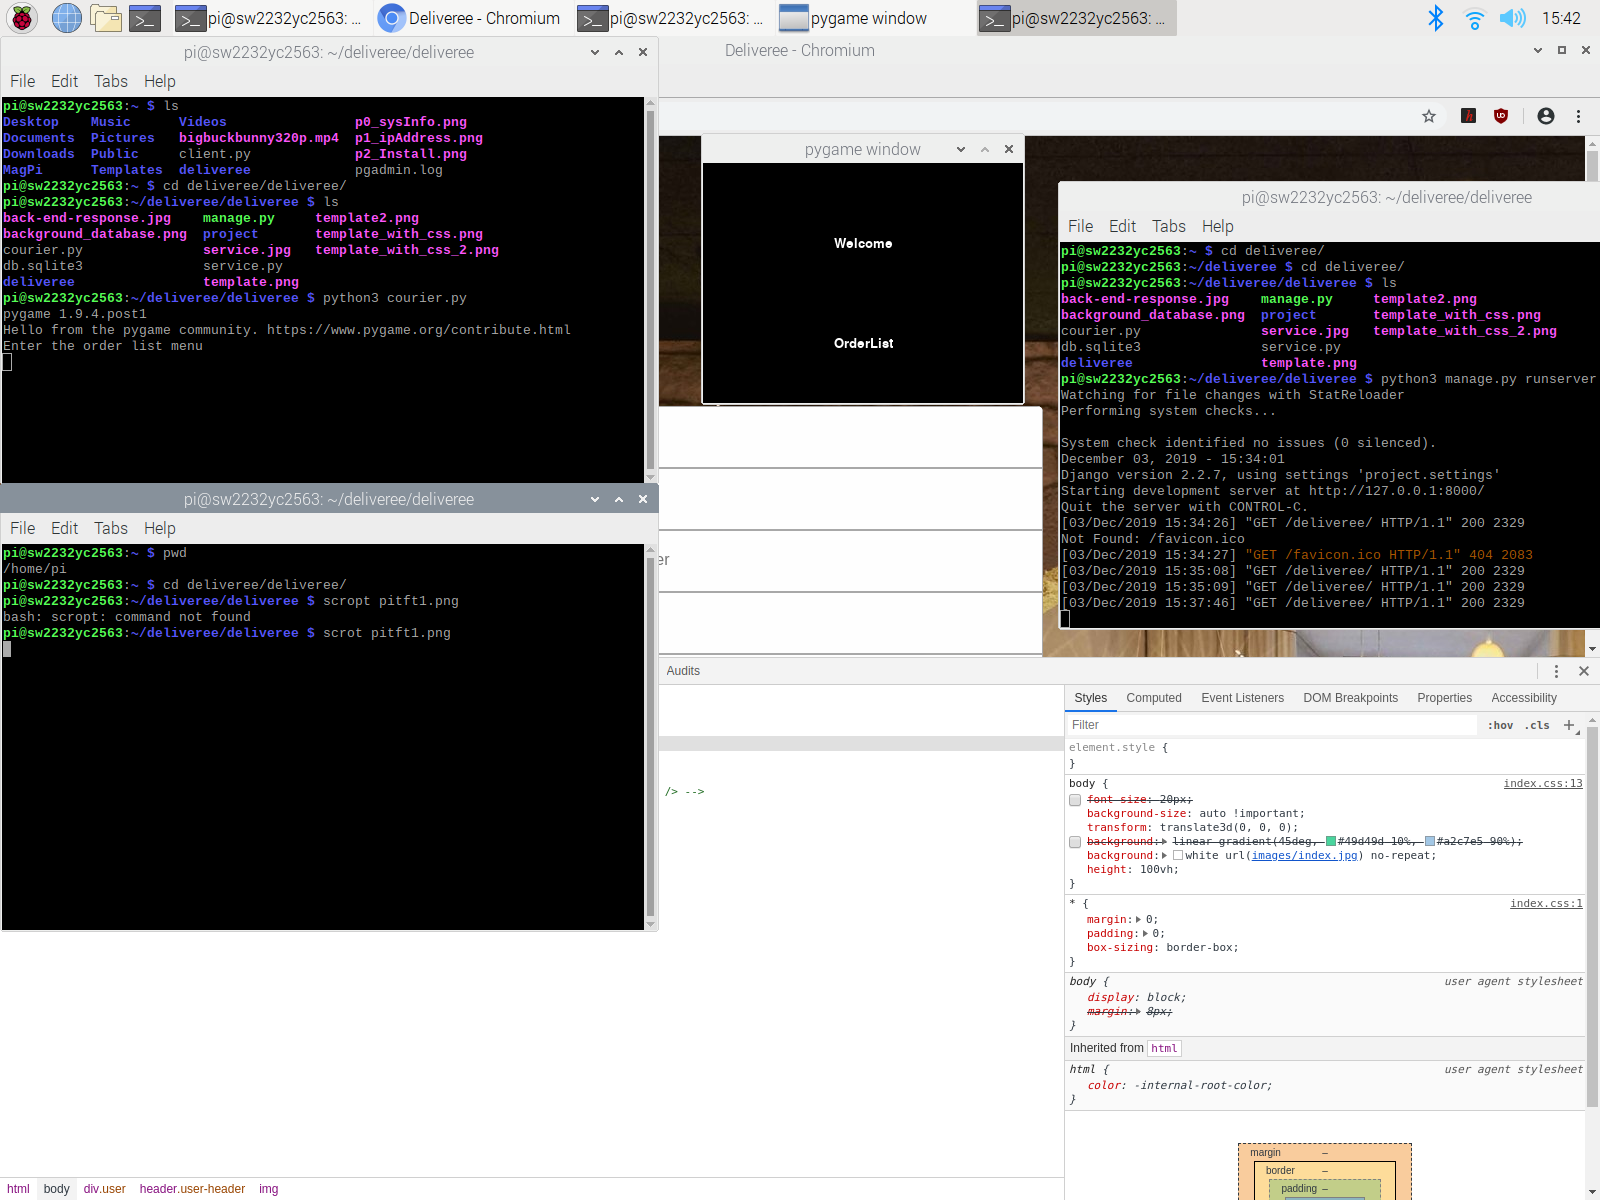 pi@sw2232yc2563: ...
Deliveree - Chromium
pi@sw2232yc2563: ...
pygame window
pi@sw2232yc2563: ...
15:42
pi@sw2232yc2563: ~/deliveree/deliveree
File Edit Tabs Help
pi@sw2232yc2563:~ $ ls
Desktop Music Videos p0_sysInfo.png
Documents Pictures bigbuckbunny320p.mp4 p1_ipAddress.png
Downloads Public client.py p2_Install.png
MagPi Templates deliveree pgadmin.log
pi@sw2232yc2563:~ $ cd deliveree/deliveree/
pi@sw2232yc2563:~/deliveree/deliveree $ ls
back-end-response.jpg manage.py template2.png
background_database.png project template_with_css.png
courier.py service.jpg template_with_css_2.png
db.sqlite3 service.py
deliveree template.png
pi@sw2232yc2563:~/deliveree/deliveree $ python3 courier.py
pygame 1.9.4.post1
Hello from the pygame community. https://www.pygame.org/contribute.html
Enter the order list menu
pi@sw2232yc2563: ~/deliveree/deliveree
File Edit Tabs Help
pi@sw2232yc2563:~ $ pwd
/home/pi
pi@sw2232yc2563:~ $ cd deliveree/deliveree/
pi@sw2232yc2563:~/deliveree/deliveree $ scropt pitft1.png
bash: scropt: command not found
pi@sw2232yc2563:~/deliveree/deliveree $ scrot pitft1.png
Deliveree - Chromium
pygame window
Welcome
OrderList
er
pi@sw2232yc2563: ~/deliveree/deliveree
File Edit Tabs Help
pi@sw2232yc2563:~ $ cd deliveree/
pi@sw2232yc2563:~/deliveree $ cd deliveree/
pi@sw2232yc2563:~/deliveree/deliveree $ ls
back-end-response.jpg manage.py template2.png
background_database.png project template_with_css.png
courier.py service.jpg template_with_css_2.png
db.sqlite3 service.py
deliveree template.png
pi@sw2232yc2563:~/deliveree/deliveree $ python3 manage.py runserver
Watching for file changes with StatReloader
Performing system checks...
System check identified no issues (0 silenced).
December 03, 2019 - 15:34:01
Django version 2.2.7, using settings 'project.settings'
Starting development server at http://127.0.0.1:8000/
Quit the server with CONTROL-C.
[03/Dec/2019 15:34:26] "GET /deliveree/ HTTP/1.1" 200 2329
Not Found: /favicon.ico
[03/Dec/2019 15:34:27] "GET /favicon.ico HTTP/1.1" 404 2083
[03/Dec/2019 15:35:08] "GET /deliveree/ HTTP/1.1" 200 2329
[03/Dec/2019 15:35:09] "GET /deliveree/ HTTP/1.1" 200 2329
[03/Dec/2019 15:37:46] "GET /deliveree/ HTTP/1.1" 200 2329
Audits
/> -->
Styles Computed Event Listeners DOM Breakpoints Properties Accessibility
Filter :hov .cls +
element.style {
}
body { index.css:13
font-size: 20px;
background-size: auto !important;
transform: translate3d(0, 0, 0);
background: linear-gradient(45deg, #49d49d 10%, #a2c7e5 90%);
background: white url(images/index.jpg) no-repeat;
height: 100vh;
}
* { index.css:1
margin: 0;
padding: 0;
box-sizing: border-box;
}
body { user agent stylesheet
display: block;
margin: 8px;
}
Inherited from html
html { user agent stylesheet
color: -internal-root-color;
}
margin –
border –
padding –
html body div.user header.user-header img